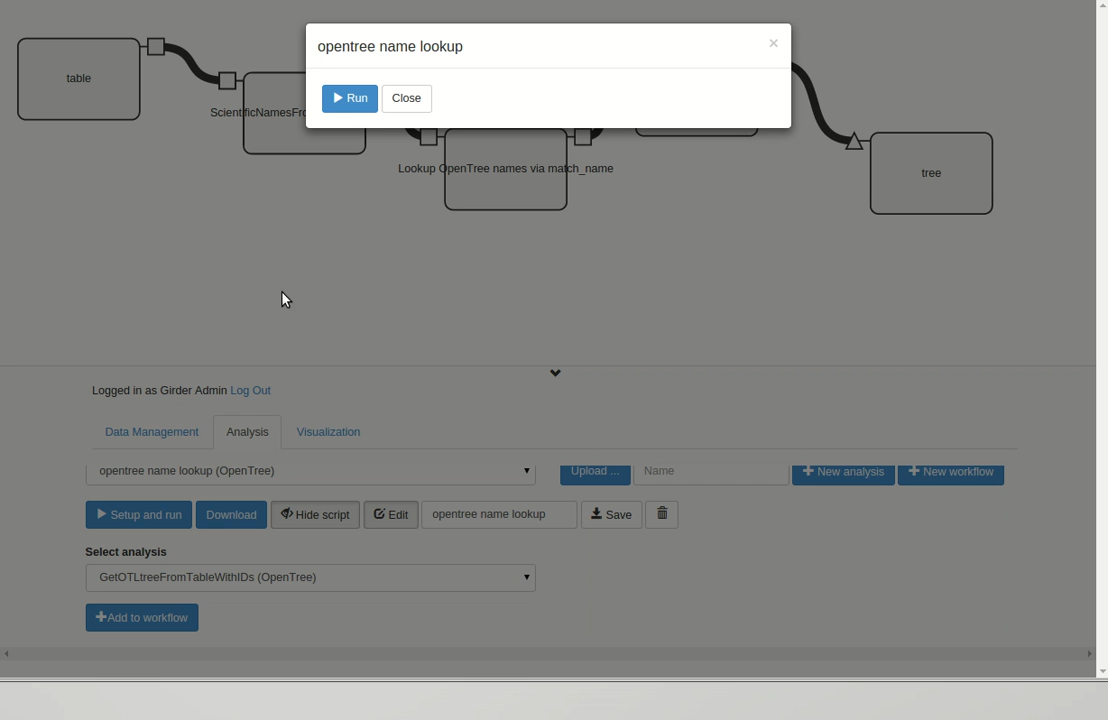 opentree name lookup
×
Run Close
table
ScientificNamesFro
Lookup OpenTree names via match_name
tree
Logged in as Girder Admin Log Out
Data Management Analysis Visualization
opentree name lookup (OpenTree) Upload ... Name New analysis New workflow
Setup and run Download Hide script Edit opentree name lookup Save
Select analysis
GetOTLtreeFromTableWithIDs (OpenTree)
Add to workflow